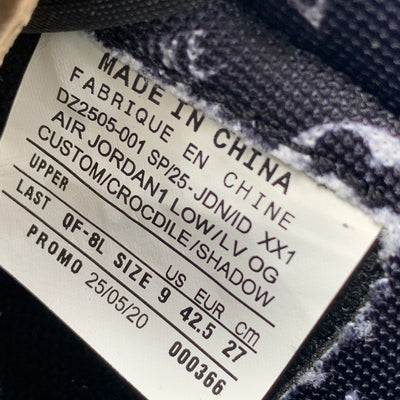 MADE IN CHINA
FABRIQUE EN CHINE
DZ2505-001 SP/25-JDN/ID XX1
AIR JORDAN1 LOW/LV OG
CUSTOM/CROCDILE/SHADOW
UPPER
US EUR cm
LAST QF-8L SIZE 9 42.5 27
PROMO 25/05/20 000366